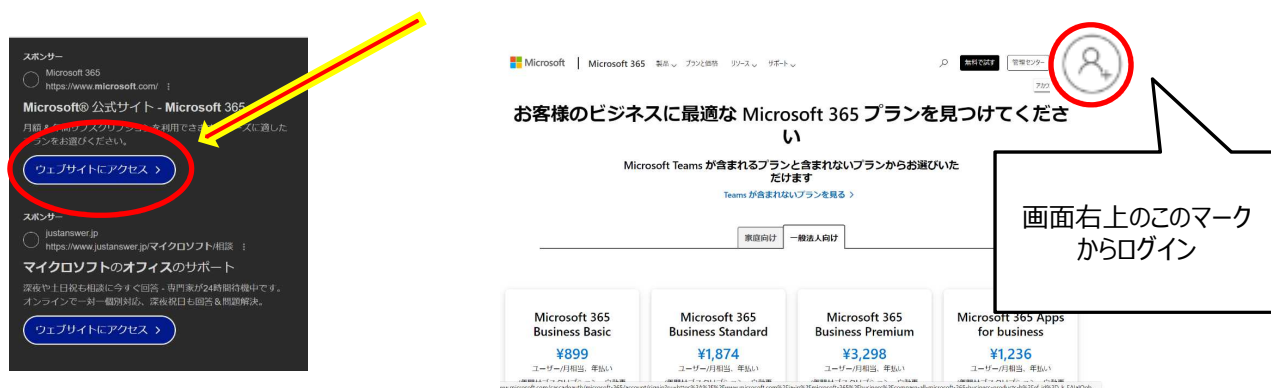 スポンサー
Microsoft 365
https://www.microsoft.com/
Microsoft® 公式サイト - Microsoft 365
プランをお選びください。
ウェブサイトにアクセス >
スポンサー
justanswer.jp
https://www.justanswer.jp/マイクロソフト/相談
マイクロソフトのオフィスのサポート
深夜や土日祝も相談に今すぐ回答 - 専門家が24時間待機中です。
オンラインで一対一個別対応、深夜祝日も回答&問題解決。
ウェブサイトにアクセス >
Microsoft | Microsoft 365 製品 プランと価格 リソース サポート 無料で試す 管理センター
お客様のビジネスに最適な Microsoft 365 プランを見つけてくださ
い
Microsoft Teams が含まれるプランと含まれないプランからお選びいた
だけます
Teams が含まれないプランを見る >
家庭向け 一般法人向け
画面右上のこのマーク
からログイン
Microsoft 365
Business Basic
¥899
ユーザー/月相当、年払い
Microsoft 365
Business Standard
¥1,874
ユーザー/月相当、年払い
Microsoft 365
Business Premium
¥3,298
ユーザー/月相当、年払い
Microsoft 365 Apps
for business
¥1,236
ユーザー/月相当、年払い